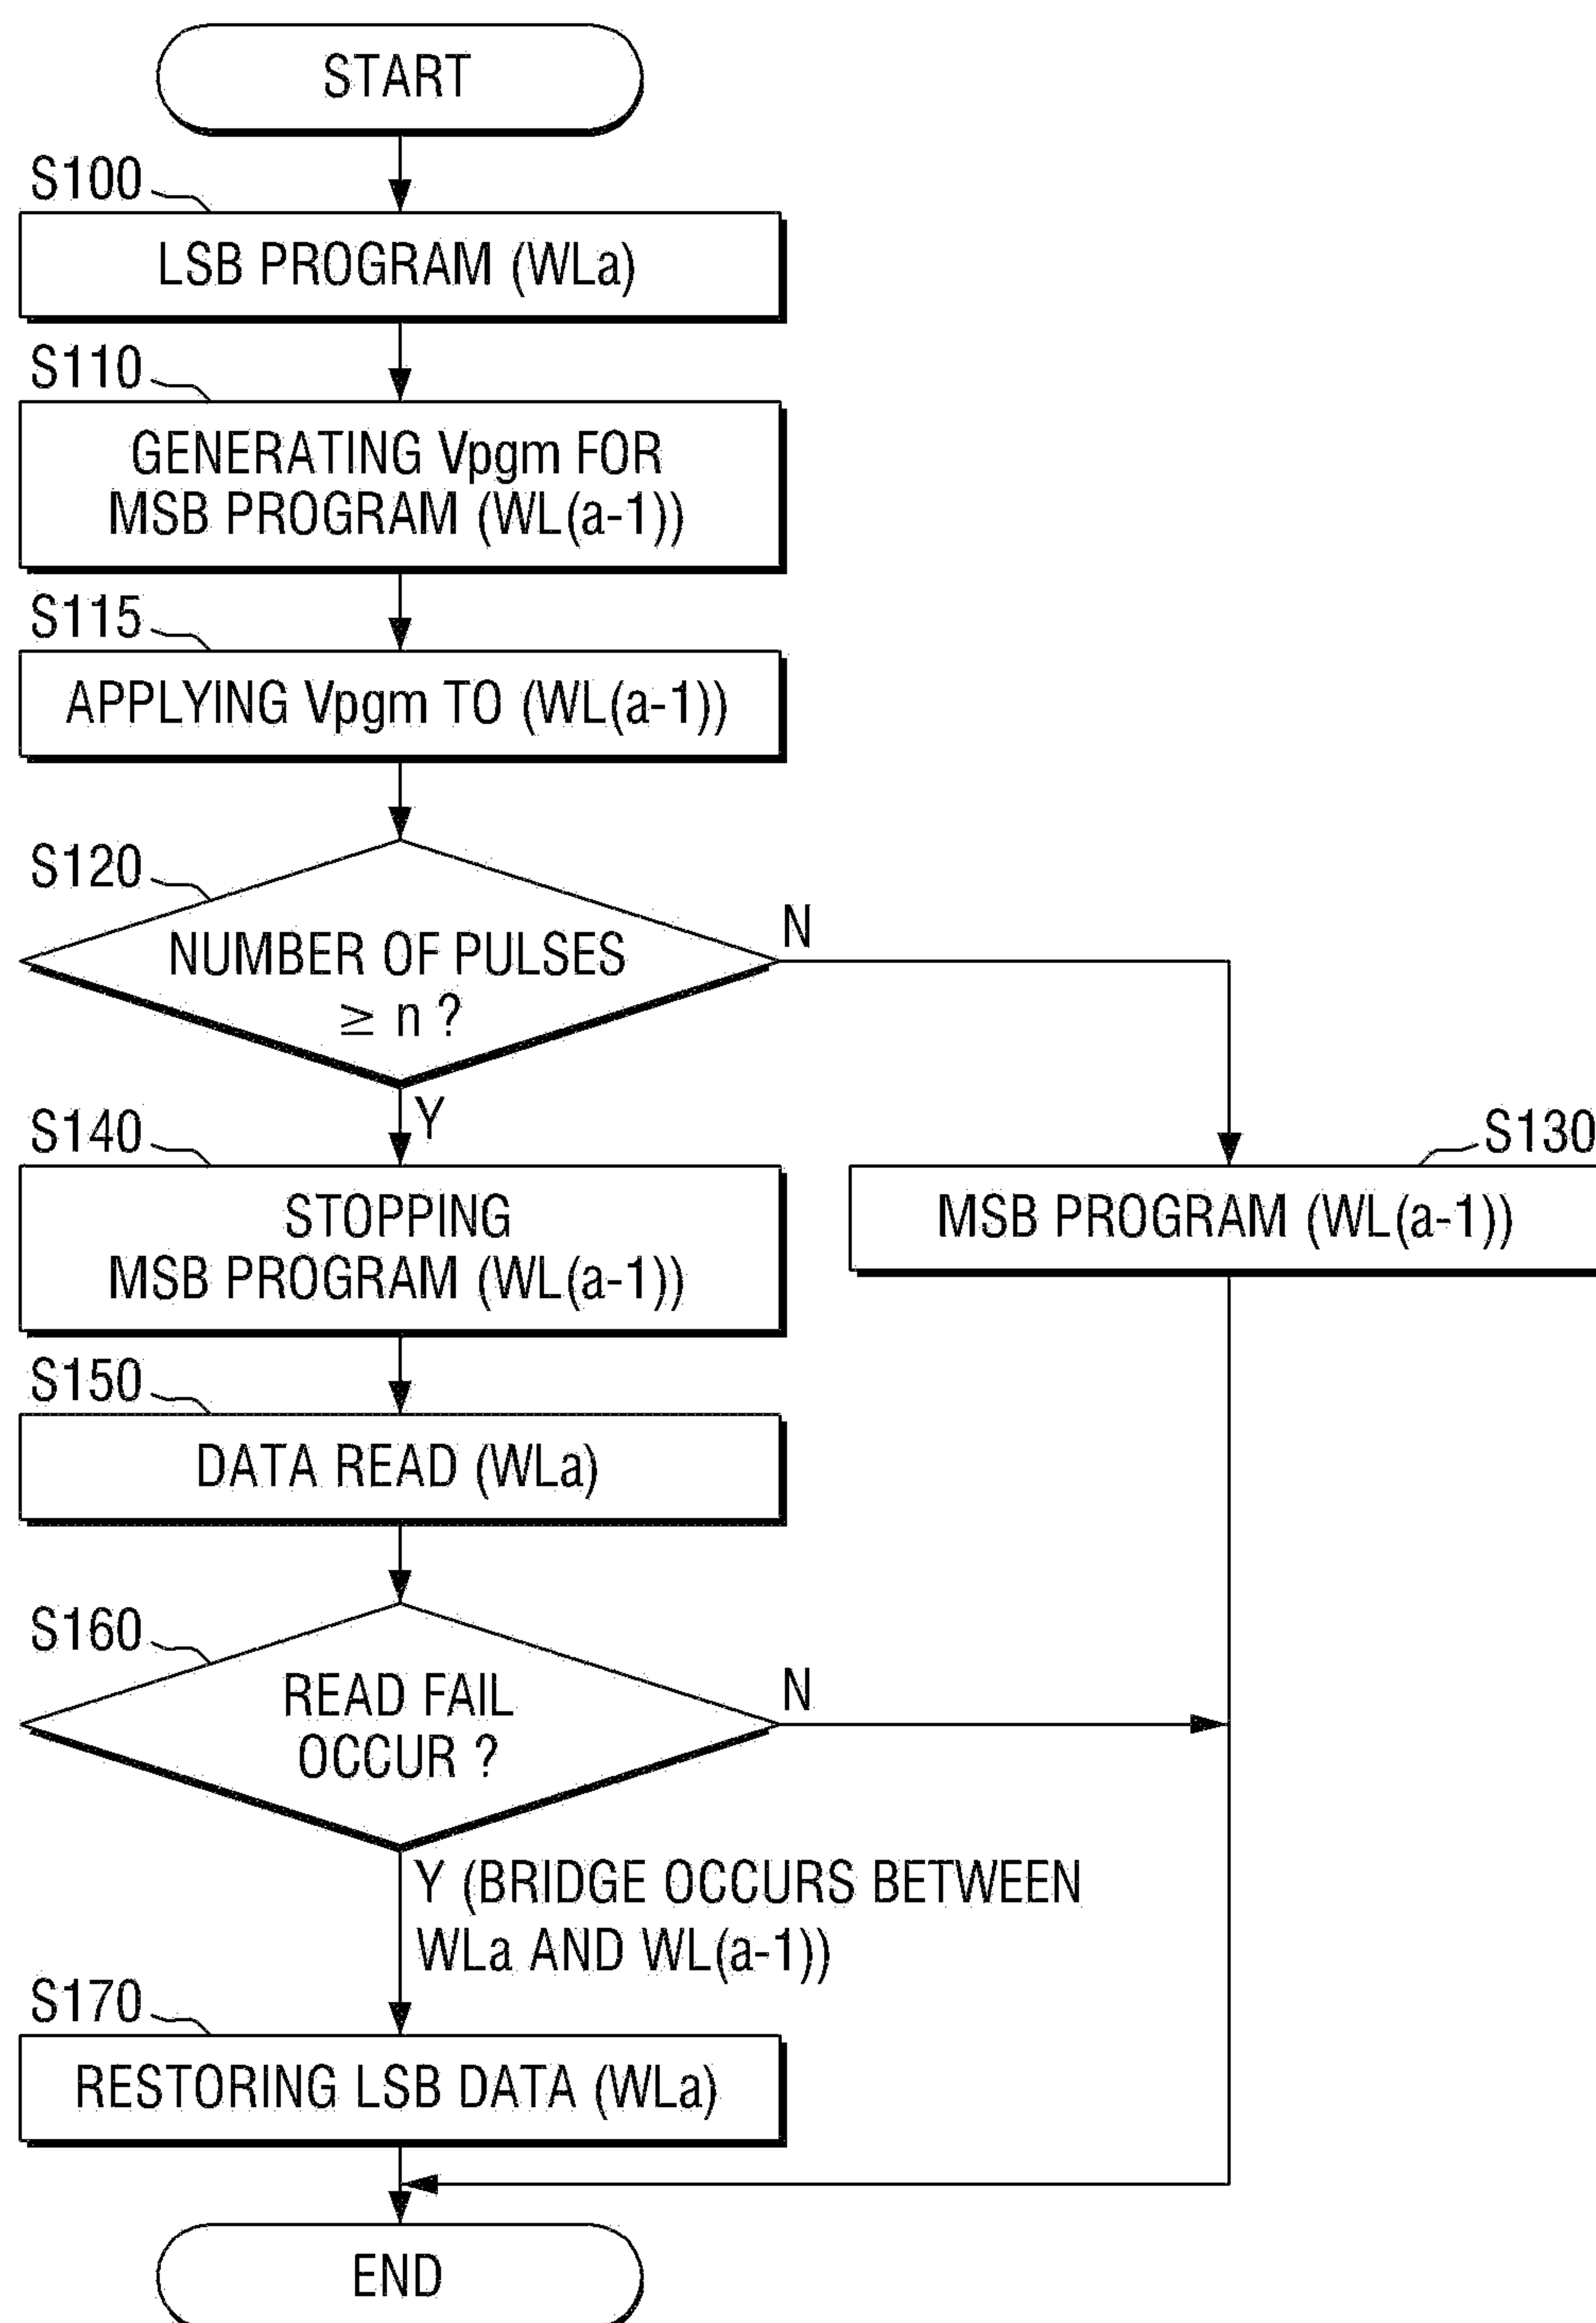 START
S100
LSB PROGRAM (WLa)
S110
GENERATING Vpgm FOR
MSB PROGRAM (WL(a-1))
S115
APPLYING Vpgm TO (WL(a-1))
S120
NUMBER OF PULSES
≥ n ?
N
Y
S140
STOPPING
MSB PROGRAM (WL(a-1))
S130
MSB PROGRAM (WL(a-1))
S150
DATA READ (WLa)
S160
READ FAIL
OCCUR ?
N
Y (BRIDGE OCCURS BETWEEN
WLa AND WL(a-1))
S170
RESTORING LSB DATA (WLa)
END